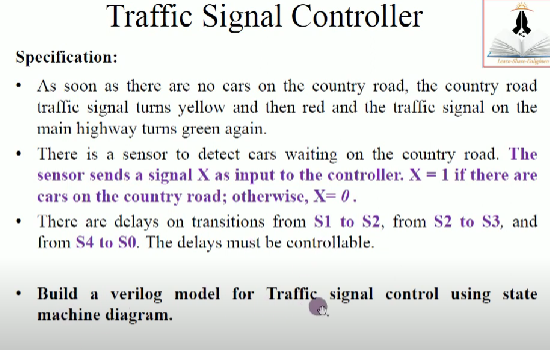 Traffic Signal Controller
Specification:
• As soon as there are no cars on the country road, the country road
traffic signal turns yellow and then red and the traffic signal on the
main highway turns green again.
• There is a sensor to detect cars waiting on the country road. The
sensor sends a signal X as input to the controller. X = 1 if there are
cars on the country road; otherwise, X= 0.
• There are delays on transitions from S1 to S2, from S2 to S3, and
from S4 to S0. The delays must be controllable.
• Build a verilog model for Traffic signal control using state
machine diagram.